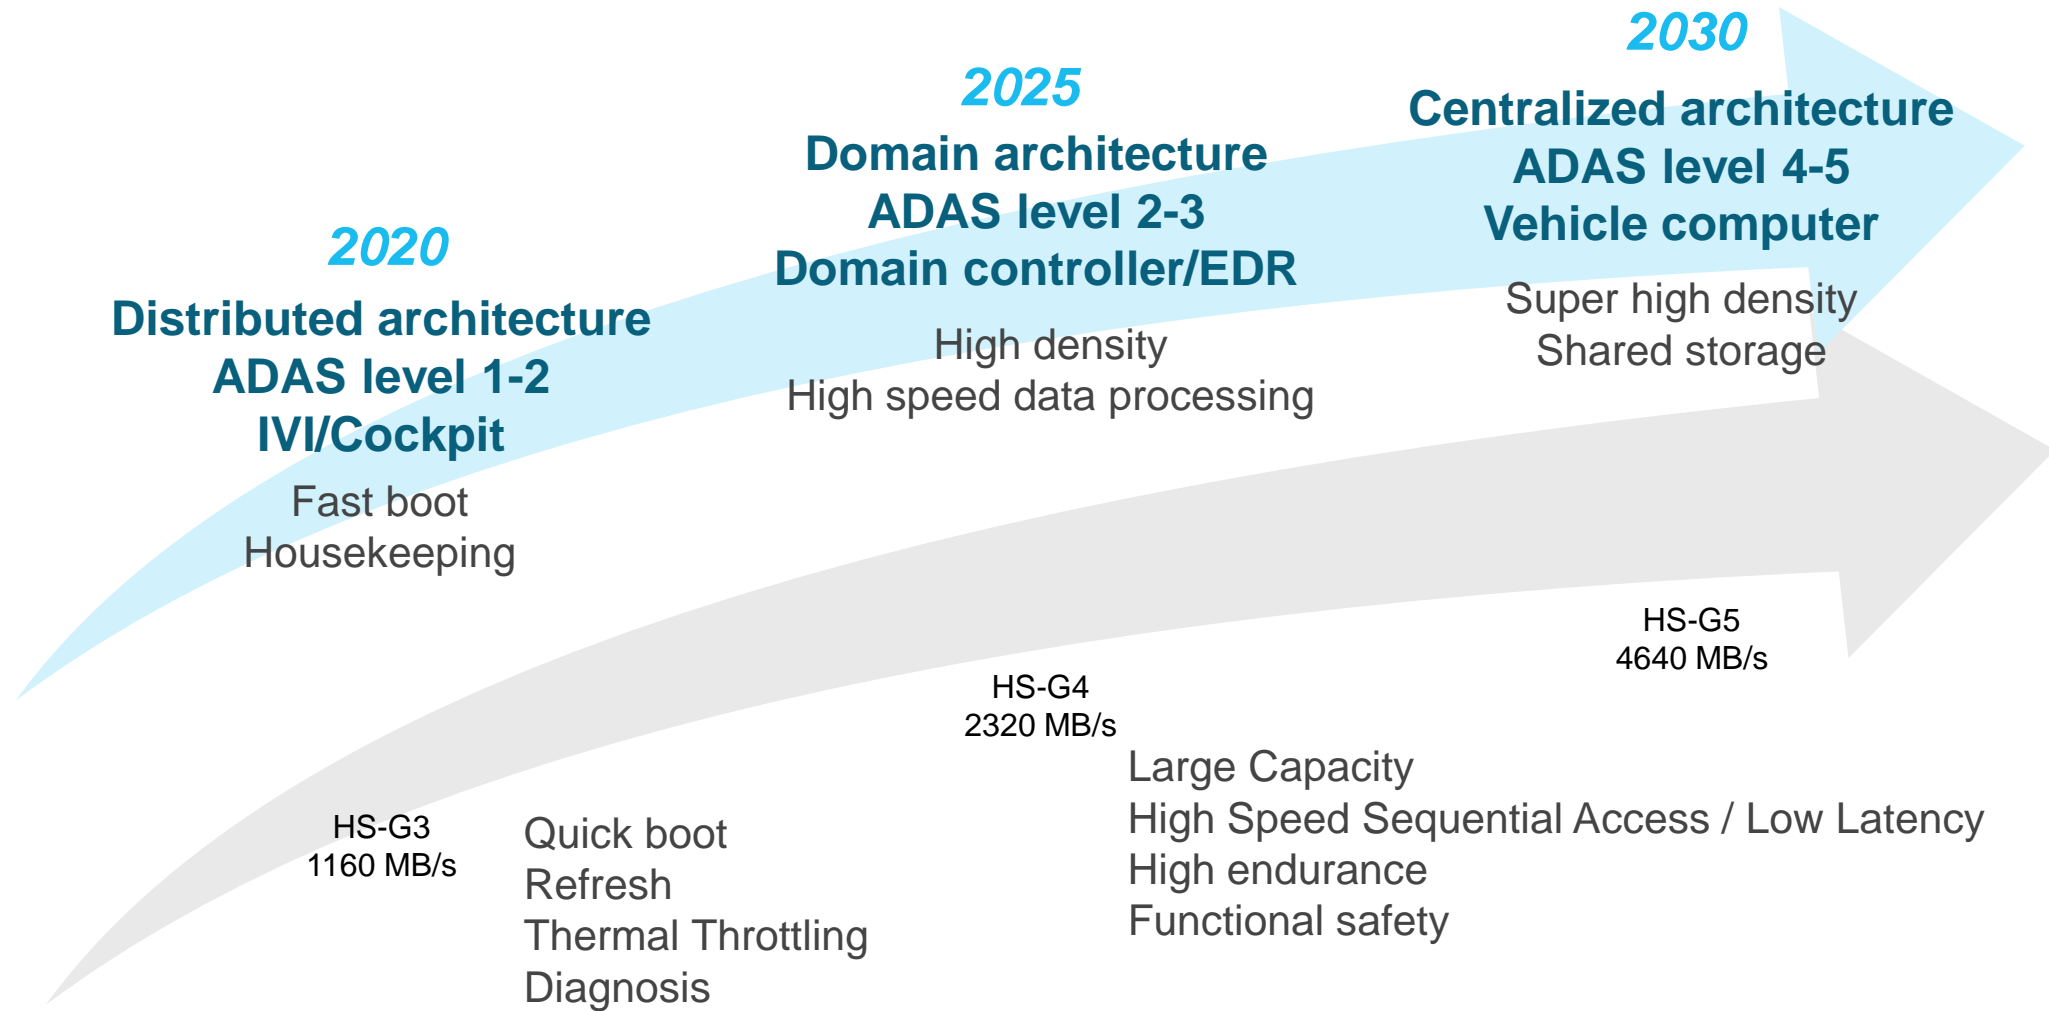 2020
Distributed architecture
ADAS level 1-2
IVI/Cockpit
Fast boot
Housekeeping
2025
Domain architecture
ADAS level 2-3
Domain controller/EDR
High density
High speed data processing
2030
Centralized architecture
ADAS level 4-5
Vehicle computer
Super high density
Shared storage
HS-G3
1160 MB/s
Quick boot
Refresh
Thermal Throttling
Diagnosis
HS-G4
2320 MB/s
Large Capacity
High Speed Sequential Access / Low Latency
High endurance
Functional safety
HS-G5
4640 MB/s